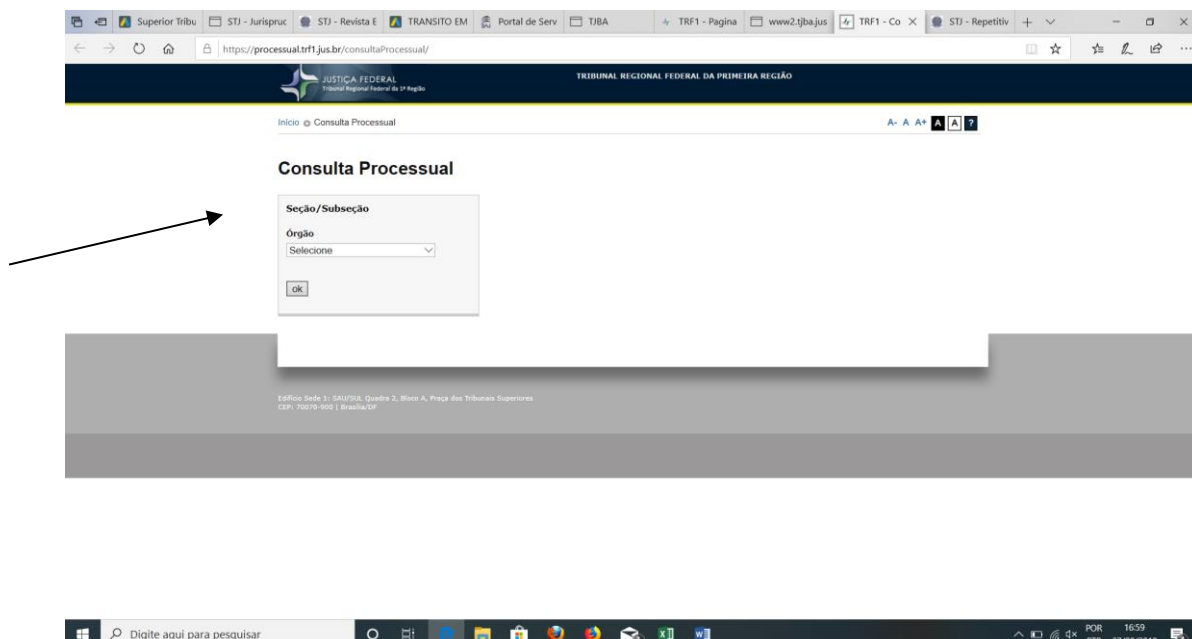 Superior Tribu STJ - Jurispruc STJ - Revista E TRANSITO EM Portal de Serv TJBA TRF1 - Pagina www2.tjba.jus TRF1 - Co STJ - Repetitiv
https://processual.trf1.jus.br/consultaProcessual/
JUSTIÇA FEDERAL
Tribunal Regional Federal da 1ª Região
TRIBUNAL REGIONAL FEDERAL DA PRIMEIRA REGIÃO
Início Consulta Processual A- A A+ A A ?
Consulta Processual
Seção/Subseção
Órgão
Selecione
ok
Edifício Sede 1: SAU/SUL Quadra 2, Bloco A, Praça dos Tribunais Superiores
CEP: 70070-900 | Brasília/DF
Digite aqui para pesquisar
POR 16:59